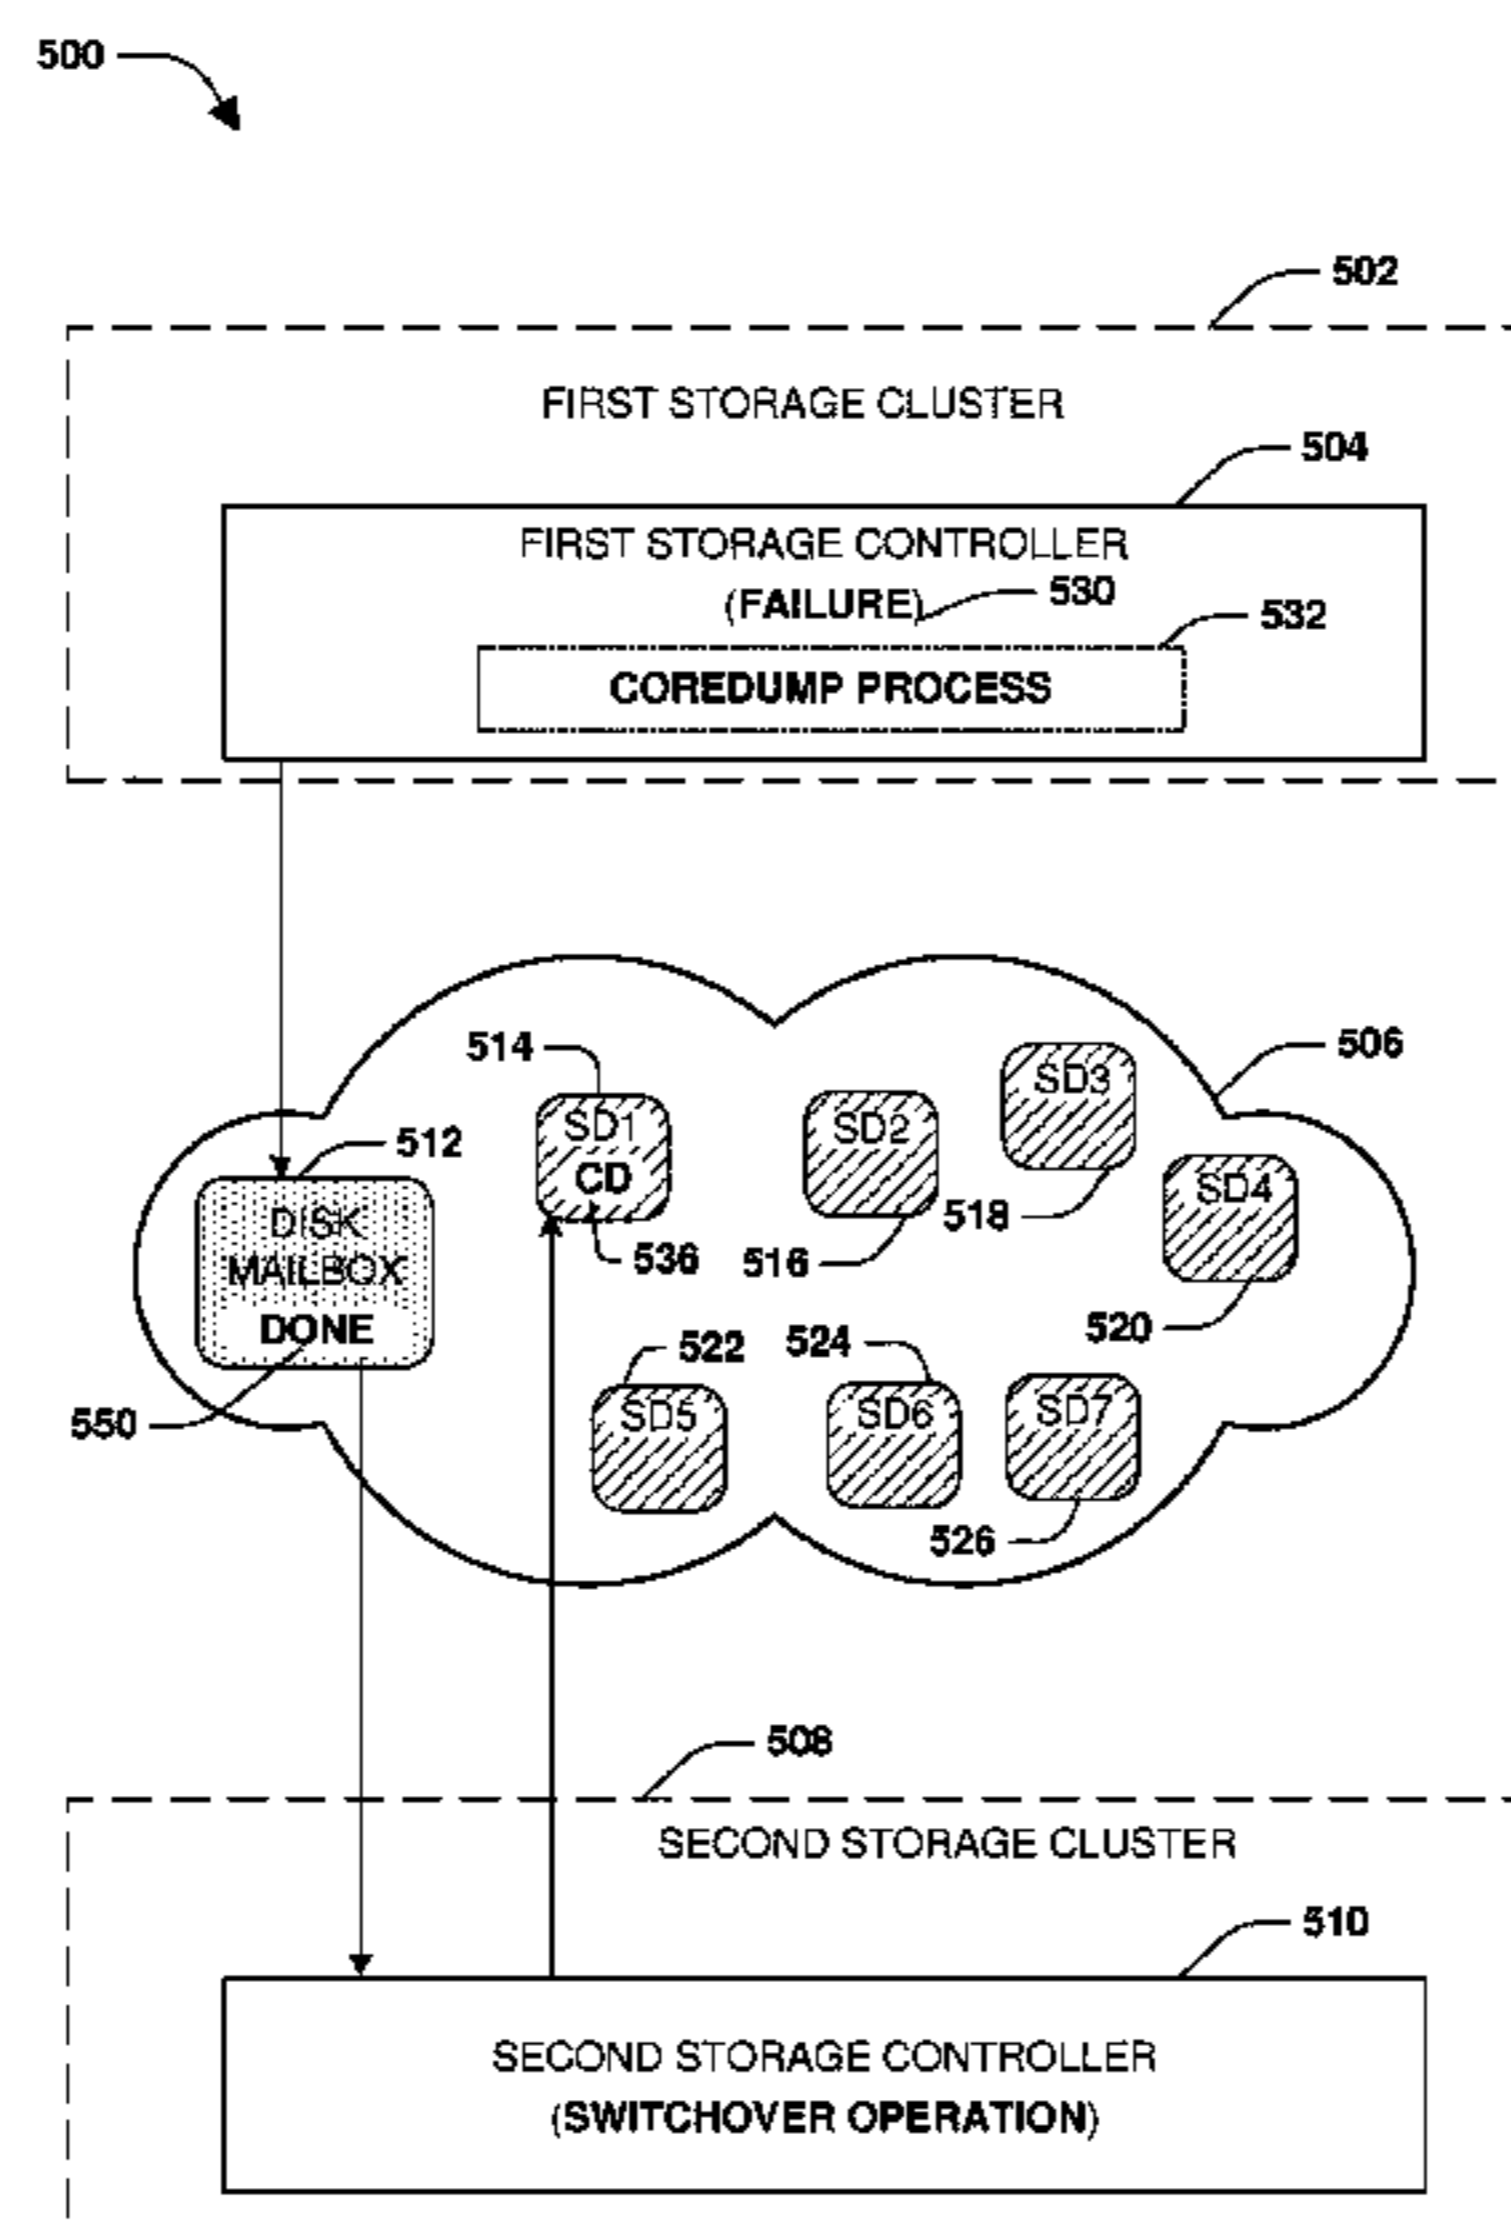 500
502
FIRST STORAGE CLUSTER
504
FIRST STORAGE CONTROLLER
(FAILURE)
530
532
COREDUMP PROCESS
514
506
SD1
CD
SD2
SD3
512
SD4
DISK
MAILBOX
DONE
536
516
518
520
522
524
550
SD5
SD6
SD7
526
508
SECOND STORAGE CLUSTER
510
SECOND STORAGE CONTROLLER
(SWITCHOVER OPERATION)